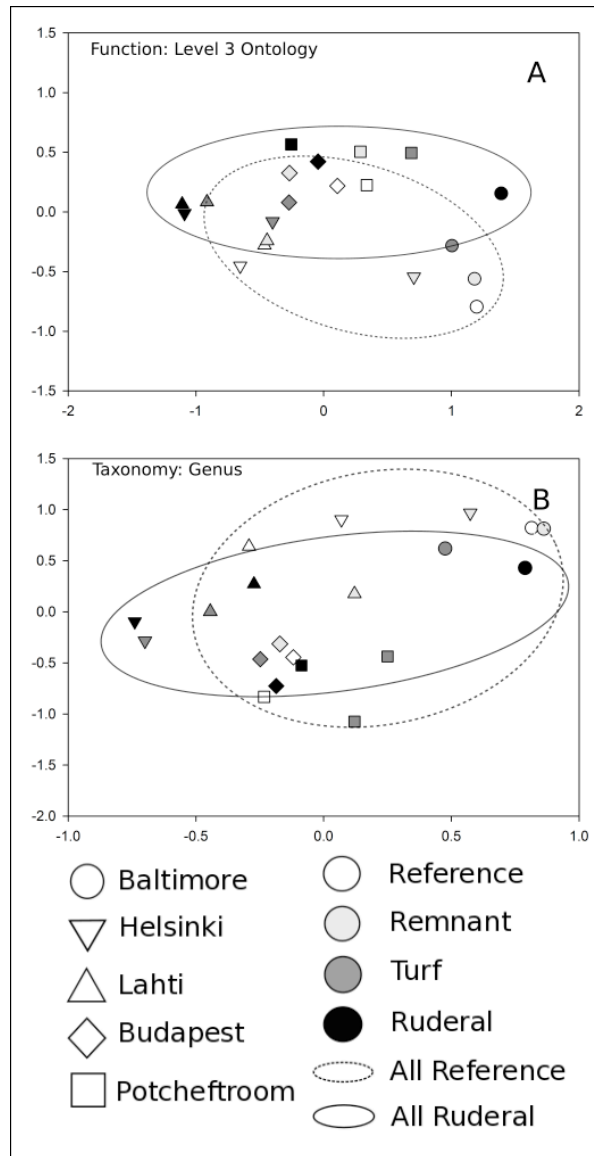 Function: Level 3 Ontology
A
1.5
1.0
0.5
0.0
-0.5
-1.0
-1.5
-2
-1
0
1
2
Taxonomy: Genus
B
1.5
1.0
0.5
0.0
-0.5
-1.0
-1.5
-2.0
-1.0
-0.5
0.0
0.5
1.0
Baltimore
Helsinki
Lahti
Budapest
Potcheftroom
Reference
Remnant
Turf
Ruderal
All Reference
All Ruderal